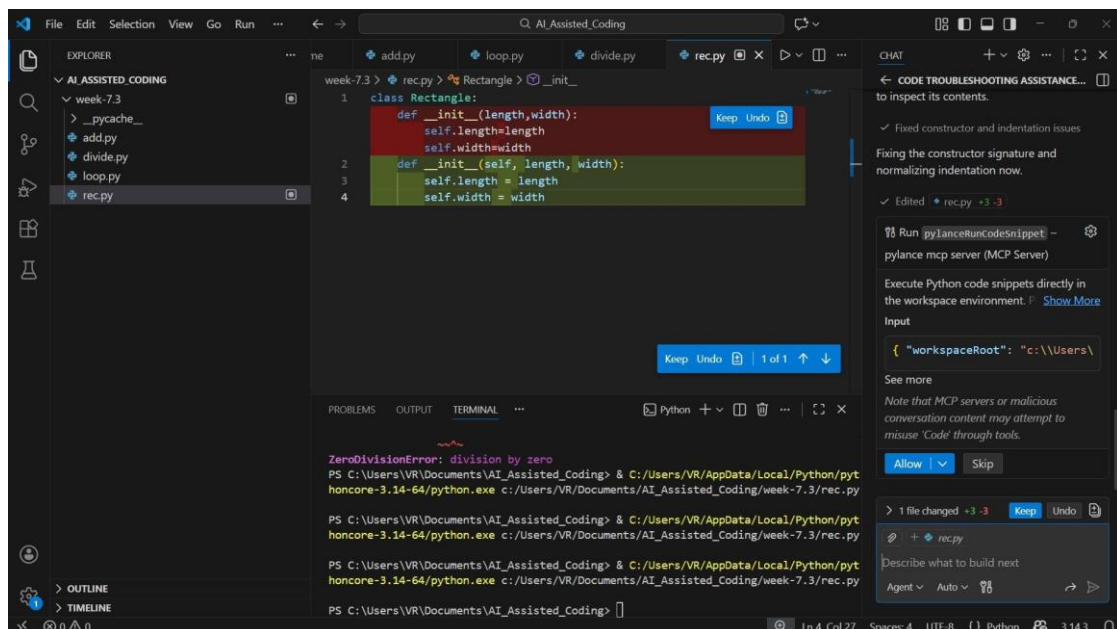 File Edit Selection View Go Run ···
AI_Assisted_Coding
EXPLORER ···
AI_ASSISTED_CODING
week-7.3
__pycache__
add.py
divide.py
loop.py
rec.py
OUTLINE
TIMELINE
me add.py loop.py divide.py rec.py
week-7.3 > rec.py > Rectangle > __init__
1 class Rectangle:
def __init__(length,width):
self.length=length
self.width=width
2 def __init__(self, length, width):
3 self.length = length
4 self.width = width
Keep Undo
Keep Undo 1 of 1
PROBLEMS OUTPUT TERMINAL ··· Python
ZeroDivisionError: division by zero
PS C:\Users\VR\Documents\AI_Assisted_Coding> & C:/Users/VR/AppData/Local/Python/pyt
honcore-3.14-64/python.exe c:/Users/VR/Documents/AI_Assisted_Coding/week-7.3/rec.py
PS C:\Users\VR\Documents\AI_Assisted_Coding> & C:/Users/VR/AppData/Local/Python/pyt
honcore-3.14-64/python.exe c:/Users/VR/Documents/AI_Assisted_Coding/week-7.3/rec.py
PS C:\Users\VR\Documents\AI_Assisted_Coding> & C:/Users/VR/AppData/Local/Python/pyt
honcore-3.14-64/python.exe c:/Users/VR/Documents/AI_Assisted_Coding/week-7.3/rec.py
PS C:\Users\VR\Documents\AI_Assisted_Coding>
CHAT
CODE TROUBLESHOOTING ASSISTANCE...
to inspect its contents.
Fixed constructor and indentation issues
Fixing the constructor signature and
normalizing indentation now.
Edited rec.py +3 -3
Run pylanceRunCodeSnippet –
pylance mcp server (MCP Server)
Execute Python code snippets directly in
the workspace environment. P Show More
Input
{ "workspaceRoot": "c:\\Users\
See more
Note that MCP servers or malicious
conversation content may attempt to
misuse 'Code' through tools.
Allow Skip
1 file changed +3 -3 Keep Undo
rec.py
Describe what to build next
Agent Auto
1
0 0 Ln 4, Col 27 Spaces: 4 UTF-8 { } Python 3.14.3